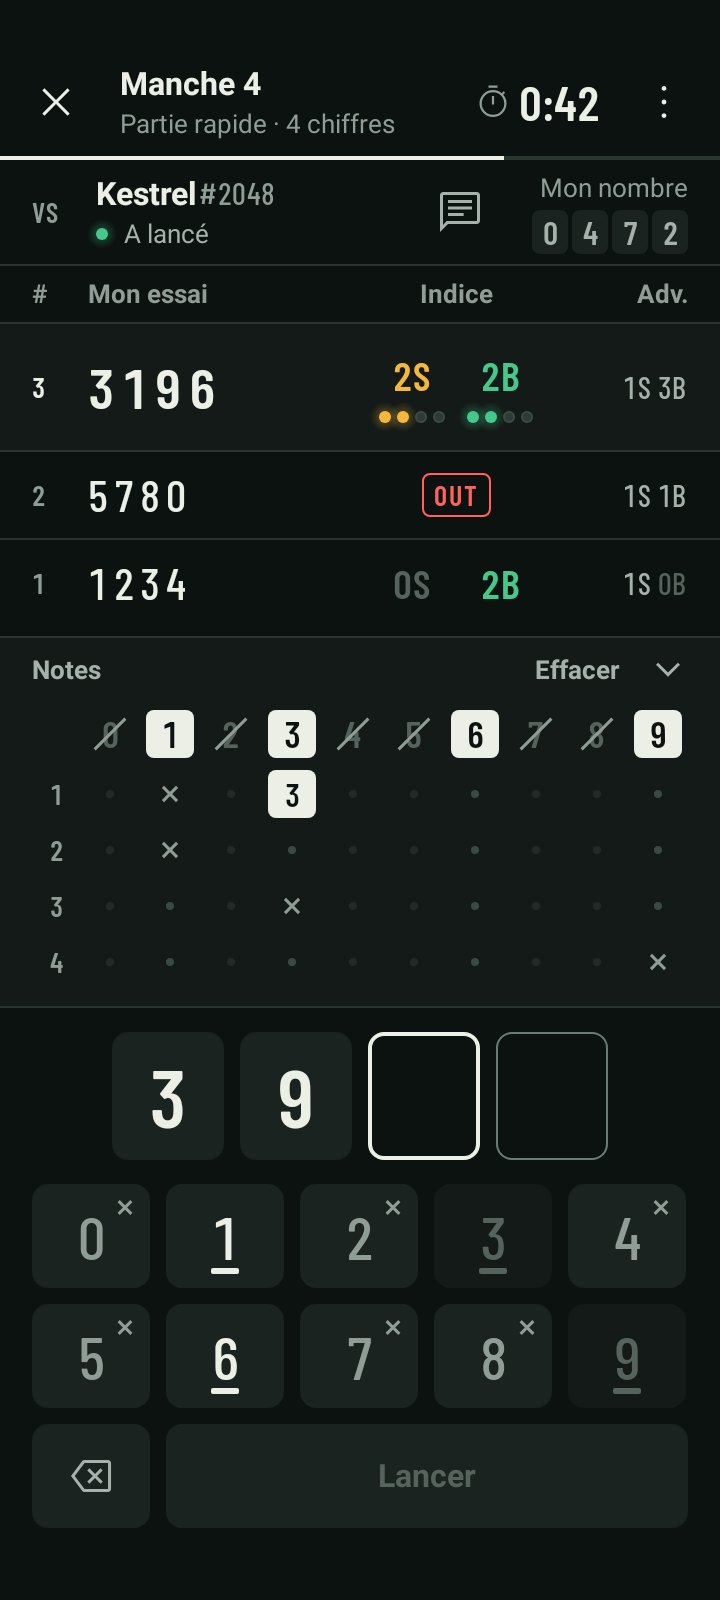 Manche 4
Partie rapide · 4 chiffres
0:42
VS
Kestrel#2048
A lancé
Mon nombre
0 4 7 2
# Mon essai Indice Adv.
3 3196 2S 2B 1S 3B
2 5780 OUT 1S 1B
1 1234 0S 2B 1S 0B
Notes Effacer
0 1 2 3 4 5 6 7 8 9
1 × 3
2 ×
3 ×
4 ×
3 9
0 × 1 2 × 3 4 ×
5 × 6 7 × 8 × 9
Lancer